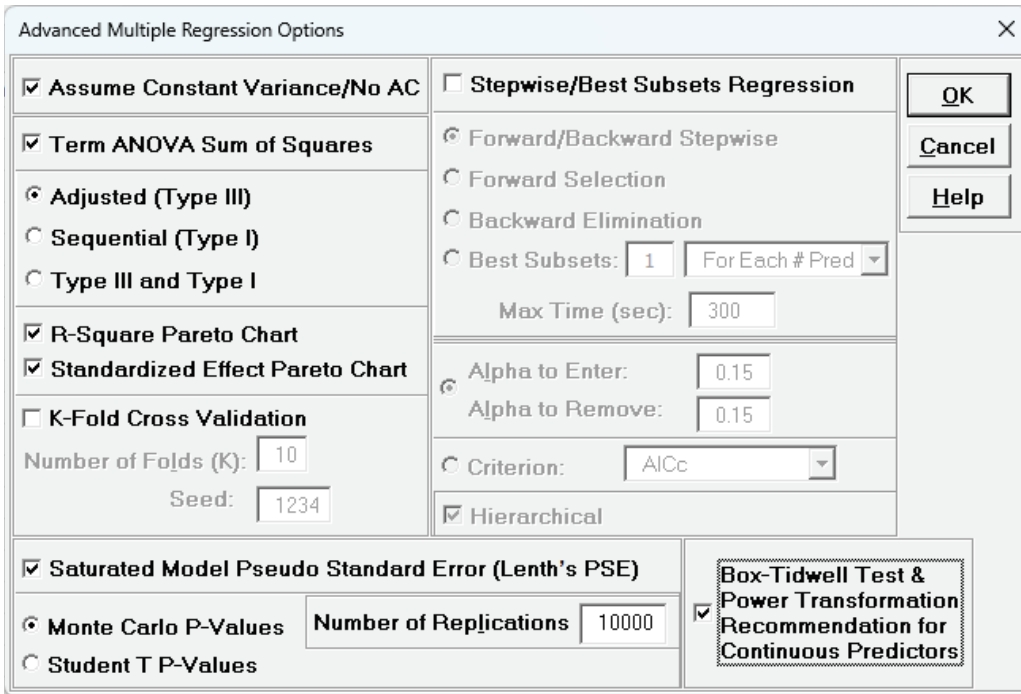 Advanced Multiple Regression Options
Assume Constant Variance/No AC
Term ANOVA Sum of Squares
Adjusted (Type III)
Sequential (Type I)
Type III and Type I
R-Square Pareto Chart
Standardized Effect Pareto Chart
K-Fold Cross Validation
Number of Folds (K): 10
Seed: 1234
Stepwise/Best Subsets Regression
Forward/Backward Stepwise
Forward Selection
Backward Elimination
Best Subsets: 1 For Each # Pred
Max Time (sec): 300
Alpha to Enter: 0.15
Alpha to Remove: 0.15
Criterion: AICc
Hierarchical
OK
Cancel
Help
Saturated Model Pseudo Standard Error (Lenth's PSE)
Monte Carlo P-Values
Student T P-Values
Number of Replications 10000
Box-Tidwell Test &
Power Transformation
Recommendation for
Continuous Predictors